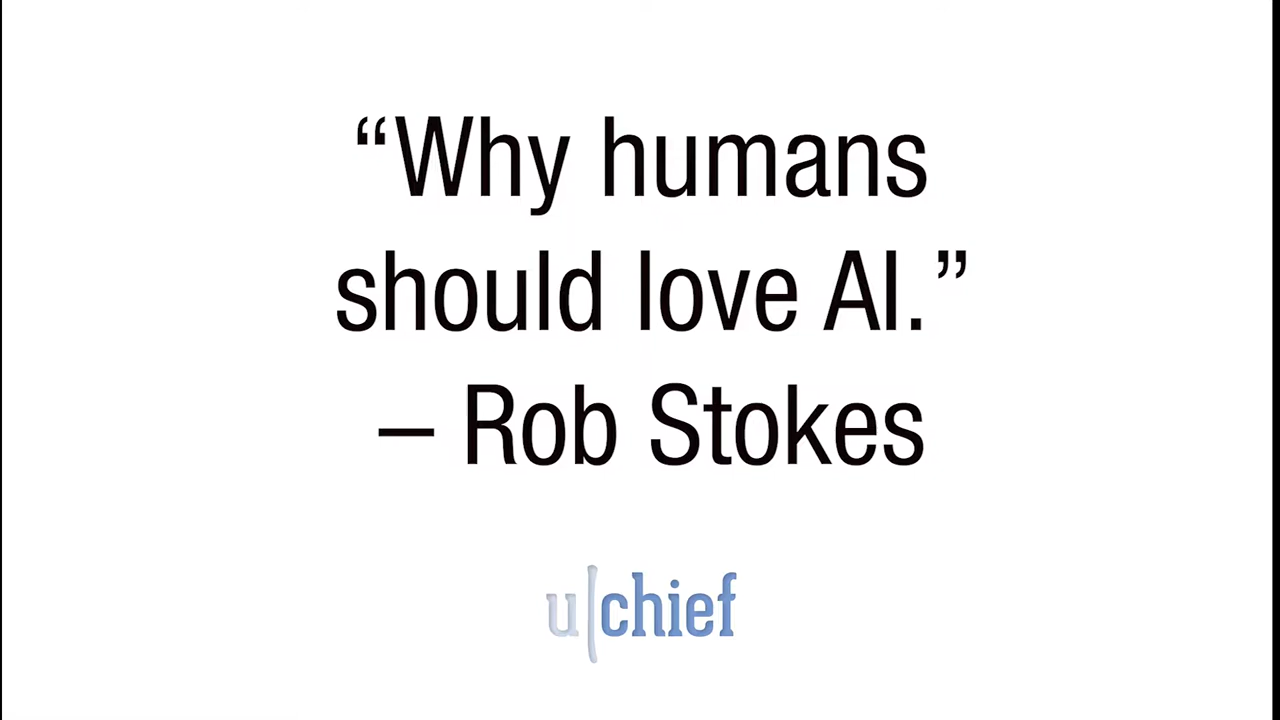 “Why humans
should love AI.”
– Rob Stokes
u|chief